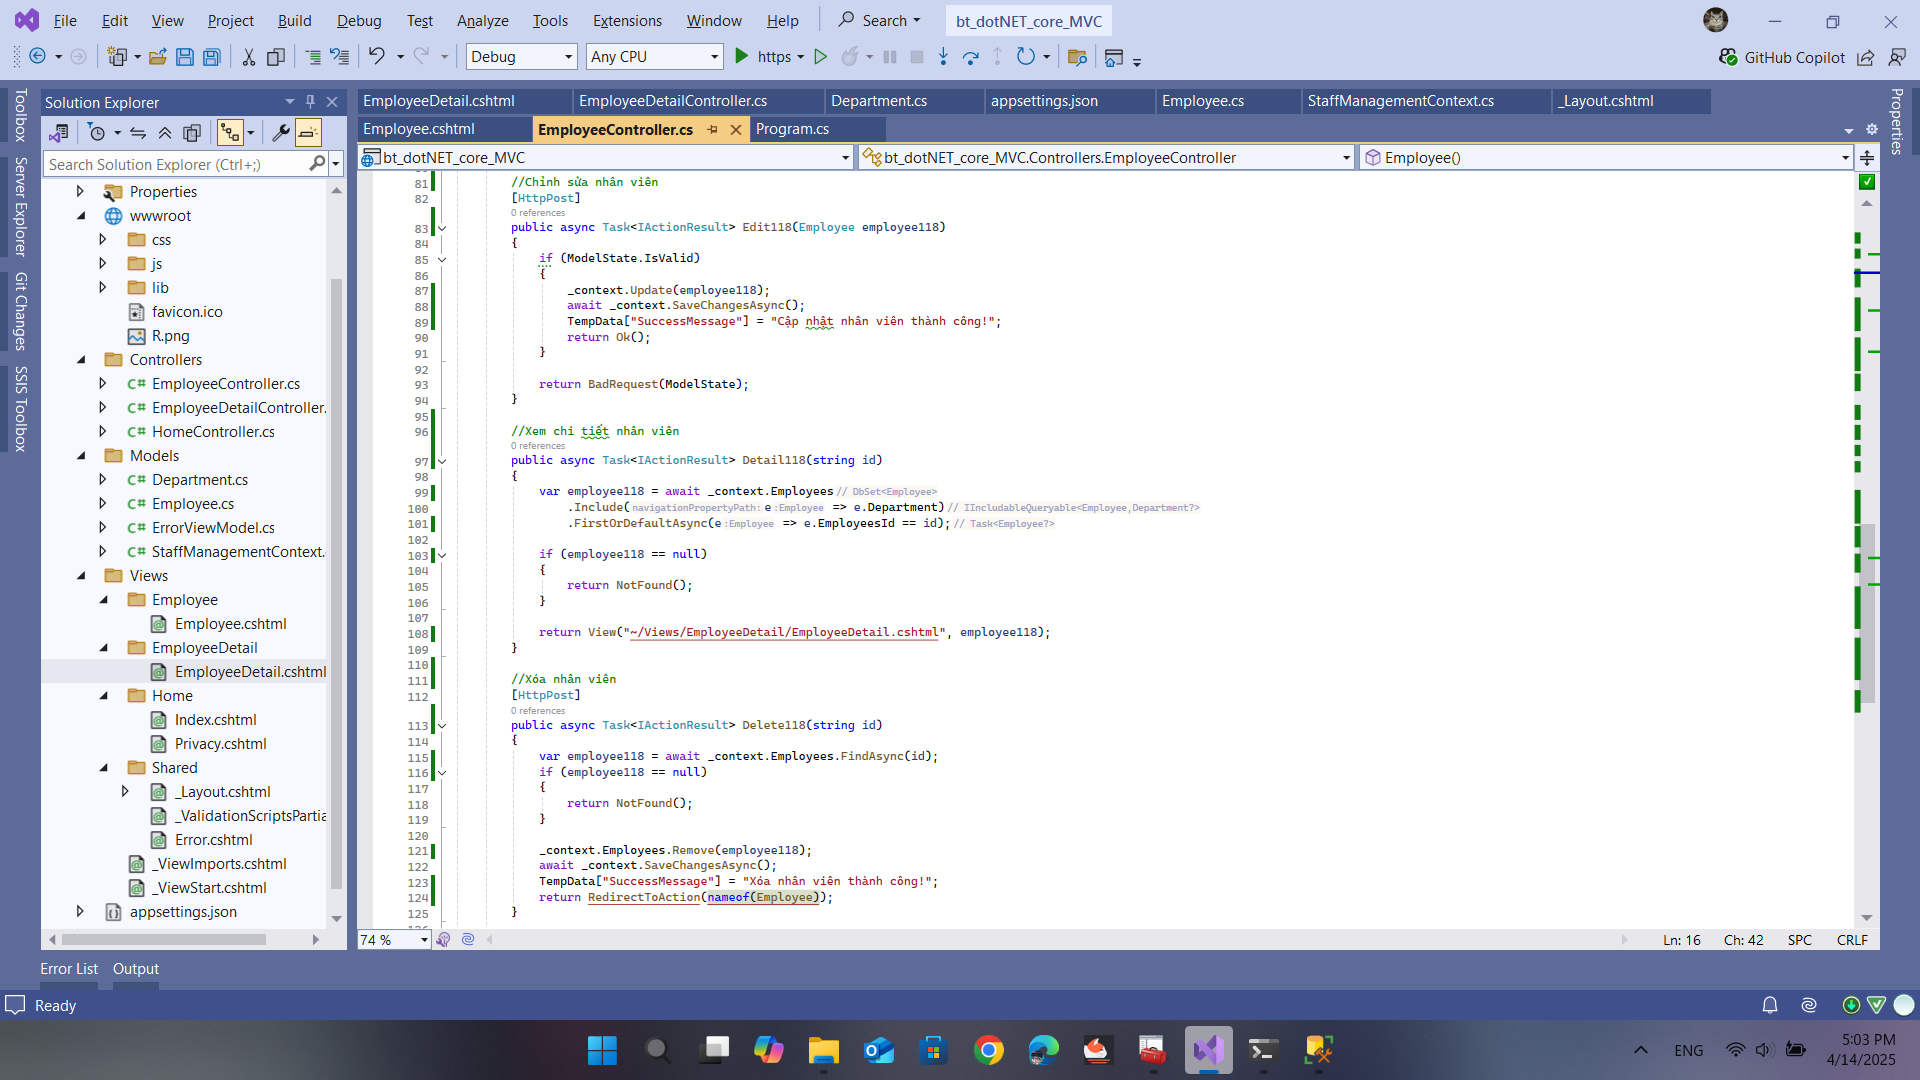 File Edit View Project Build Debug Test Analyze Tools Extensions Window Help Search bt_dotNET_core_MVC
Debug Any CPU https GitHub Copilot
Toolbox
Server Explorer
Git Changes
SSIS Toolbox
Solution Explorer
Search Solution Explorer (Ctrl+;)
Properties
wwwroot
css
js
lib
favicon.ico
R.png
Controllers
C# EmployeeController.cs
C# EmployeeDetailController.
C# HomeController.cs
Models
C# Department.cs
C# Employee.cs
C# ErrorViewModel.cs
C# StaffManagementContext.
Views
Employee
Employee.cshtml
EmployeeDetail
EmployeeDetail.cshtml
Home
Index.cshtml
Privacy.cshtml
Shared
_Layout.cshtml
_ValidationScriptsPartia
Error.cshtml
_ViewImports.cshtml
_ViewStart.cshtml
appsettings.json
EmployeeDetail.cshtml EmployeeDetailController.cs Department.cs appsettings.json Employee.cs StaffManagementContext.cs _Layout.cshtml
Employee.cshtml EmployeeController.cs Program.cs
bt_dotNET_core_MVC bt_dotNET_core_MVC.Controllers.EmployeeController Employee()
81 //Chỉnh sửa nhân viên
82 [HttpPost]
0 references
83 public async Task<IActionResult> Edit118(Employee employee118)
84 {
85 if (ModelState.IsValid)
86 {
87 _context.Update(employee118);
88 await _context.SaveChangesAsync();
89 TempData["SuccessMessage"] = "Cập nhật nhân viên thành công!";
90 return Ok();
91 }
92
93 return BadRequest(ModelState);
94 }
95
96 //Xem chi tiết nhân viên
0 references
97 public async Task<IActionResult> Detail118(string id)
98 {
99 var employee118 = await _context.Employees // DbSet<Employee>
100 .Include(navigationPropertyPath: e :Employee => e.Department) // IIncludableQueryable<Employee,Department?>
101 .FirstOrDefaultAsync(e :Employee => e.EmployeesId == id); // Task<Employee?>
102
103 if (employee118 == null)
104 {
105 return NotFound();
106 }
107
108 return View("~/Views/EmployeeDetail/EmployeeDetail.cshtml", employee118);
109 }
110
111 //Xóa nhân viên
112 [HttpPost]
0 references
113 public async Task<IActionResult> Delete118(string id)
114 {
115 var employee118 = await _context.Employees.FindAsync(id);
116 if (employee118 == null)
117 {
118 return NotFound();
119 }
120
121 _context.Employees.Remove(employee118);
122 await _context.SaveChangesAsync();
123 TempData["SuccessMessage"] = "Xóa nhân viên thành công!";
124 return RedirectToAction(nameof(Employee));
125 }
74 % Ln: 16 Ch: 42 SPC CRLF
Properties
Error List Output
Ready
ENG 5:03 PM
4/14/2025